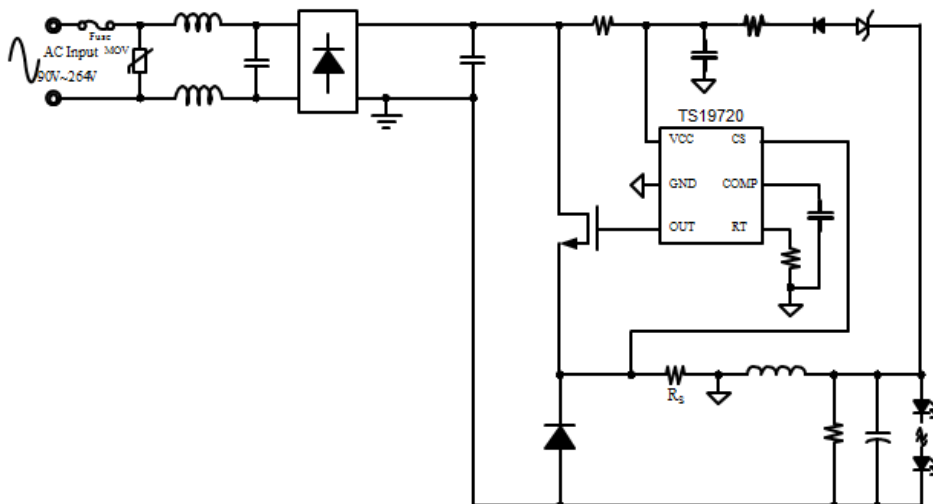 Fuse
AC Input
MOV
90V~264V
TS19720
VCC
CS
GND
COMP
OUT
RT
RS